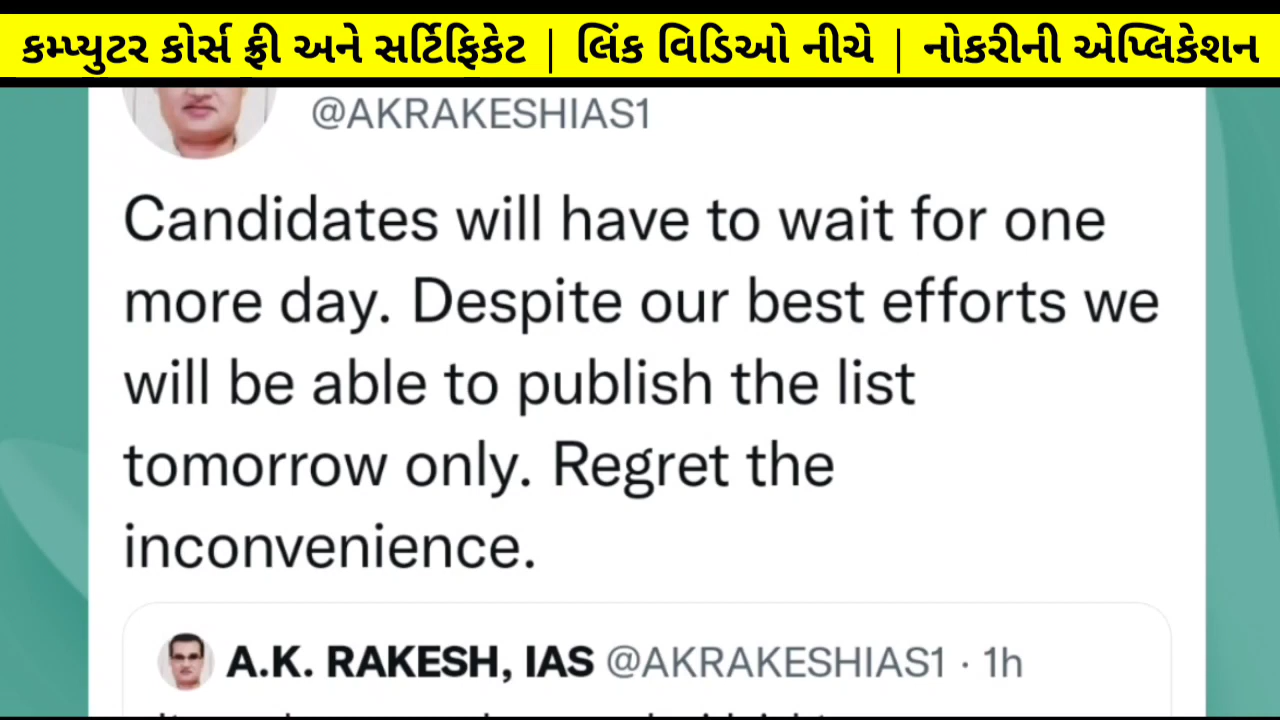 કમ્પ્યુટર કોર્સ ફ્રી અને સર્ટિફિકેટ | લિંક વિડિઓ નીચે | નોકરીની એપ્લિકેશન
@AKRAKESHIAS1
Candidates will have to wait for one
more day. Despite our best efforts we
will be able to publish the list
tomorrow only. Regret the
inconvenience.
A.K. RAKESH, IAS @AKRAKESHIAS1 · 1h